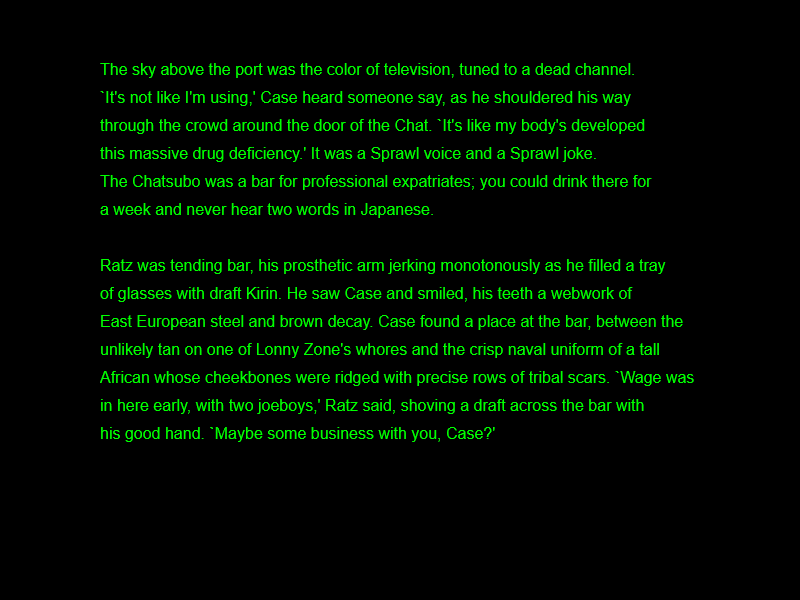 The sky above the port was the color of television, tuned to a dead channel.
`It's not like I'm using,' Case heard someone say, as he shouldered his way
through the crowd around the door of the Chat. `It's like my body's developed
this massive drug deficiency.' It was a Sprawl voice and a Sprawl joke.
The Chatsubo was a bar for professional expatriates; you could drink there for
a week and never hear two words in Japanese.

Ratz was tending bar, his prosthetic arm jerking monotonously as he filled a tray
of glasses with draft Kirin. He saw Case and smiled, his teeth a webwork of
East European steel and brown decay. Case found a place at the bar, between the
unlikely tan on one of Lonny Zone's whores and the crisp naval uniform of a tall
African whose cheekbones were ridged with precise rows of tribal scars. `Wage was
in here early, with two joeboys,' Ratz said, shoving a draft across the bar with
his good hand. `Maybe some business with you, Case?'